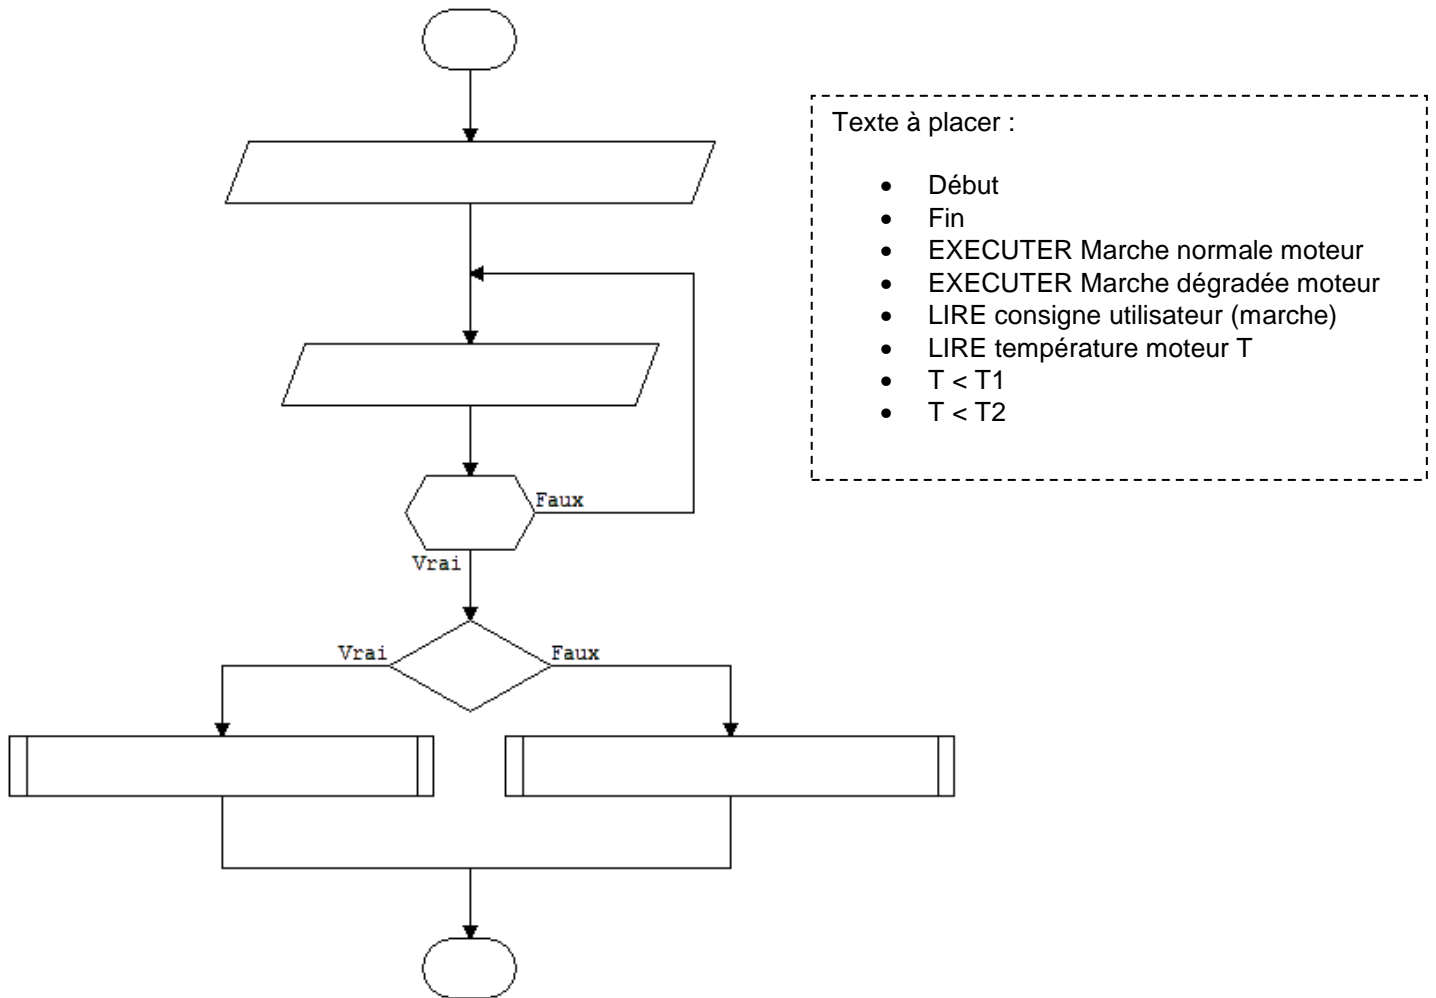 Texte à placer :
• Début
• Fin
• EXECUTER Marche normale moteur
• EXECUTER Marche dégradée moteur
• LIRE consigne utilisateur (marche)
• LIRE température moteur T
• T < T1
• T < T2
Faux
Vrai
Vrai
Faux